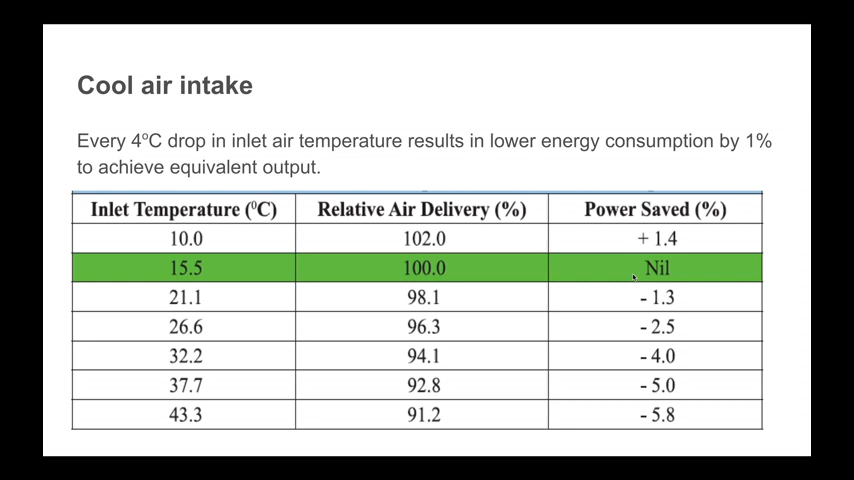 Cool air intake
Every 4ºC drop in inlet air temperature results in lower energy consumption by 1%
to achieve equivalent output.
Inlet Temperature (⁰C) Relative Air Delivery (%) Power Saved (%)
10.0 102.0 + 1.4
15.5 100.0 Nil
21.1 98.1 - 1.3
26.6 96.3 - 2.5
32.2 94.1 - 4.0
37.7 92.8 - 5.0
43.3 91.2 - 5.8